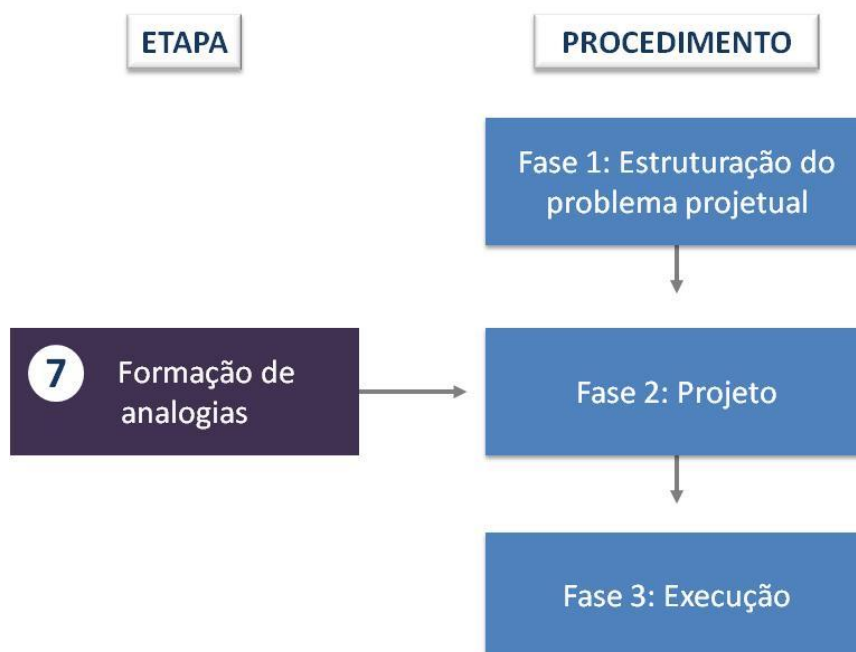 ETAPA
PROCEDIMENTO
Fase 1: Estruturação do
problema projetual
7 Formação de
analogias
Fase 2: Projeto
Fase 3: Execução